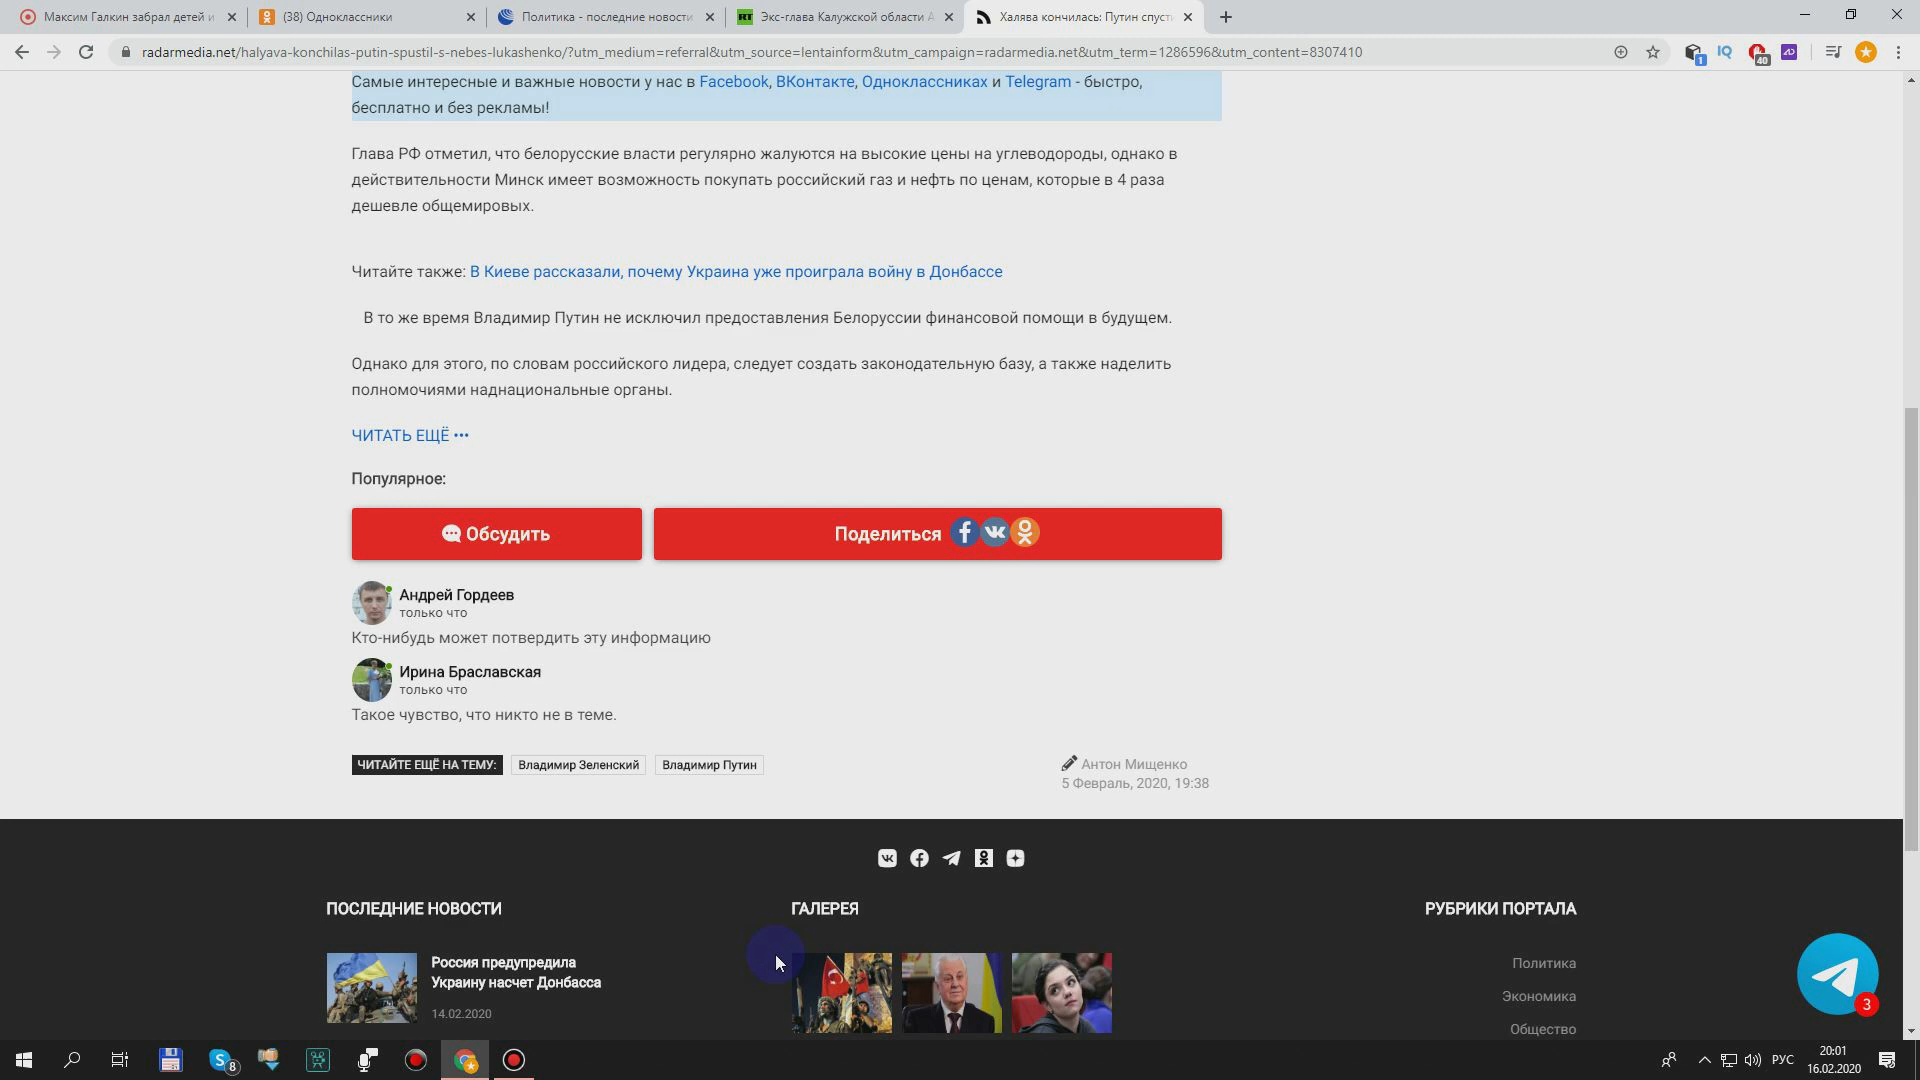 Максим Галкин забрал детей и
(38) Одноклассники
Политика - последние новости
Экс-глава Калужской области А
Халява кончилась: Путин спусти
radarmedia.net/halyava-konchilas-putin-spustil-s-nebes-lukashenko/?utm_medium=referral&utm_source=lentainform&utm_campaign=radarmedia.net&utm_term=1286596&utm_content=8307410
1
IQ
40
Самые интересные и важные новости у нас в Facebook, ВКонтакте, Одноклассниках и Telegram - быстро,
бесплатно и без рекламы!
Глава РФ отметил, что белорусские власти регулярно жалуются на высокие цены на углеводороды, однако в
действительности Минск имеет возможность покупать российский газ и нефть по ценам, которые в 4 раза
дешевле общемировых.
Читайте также: В Киеве рассказали, почему Украина уже проиграла войну в Донбассе
В то же время Владимир Путин не исключил предоставления Белоруссии финансовой помощи в будущем.
Однако для этого, по словам российского лидера, следует создать законодательную базу, а также наделить
полномочиями наднациональные органы.
ЧИТАТЬ ЕЩЁ •••
Популярное:
Обсудить
Поделиться
Андрей Гордеев
только что
Кто-нибудь может потвердить эту информацию
Ирина Браславская
только что
Такое чувство, что никто не в теме.
ЧИТАЙТЕ ЕЩЁ НА ТЕМУ: Владимир Зеленский Владимир Путин
Антон Мищенко
5 Февраль, 2020, 19:38
ПОСЛЕДНИЕ НОВОСТИ
Россия предупредила
Украину насчет Донбасса
14.02.2020
ГАЛЕРЕЯ
РУБРИКИ ПОРТАЛА
Политика
Экономика
Общество
3
8
РУС
20:01
16.02.2020